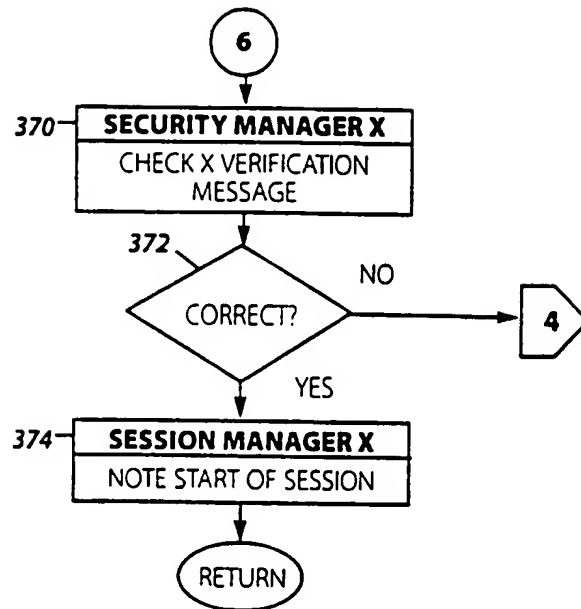 6
370
SECURITY MANAGER X
CHECK X VERIFICATION
MESSAGE
372
NO
CORRECT?
4
YES
374
SESSION MANAGER X
NOTE START OF SESSION
RETURN